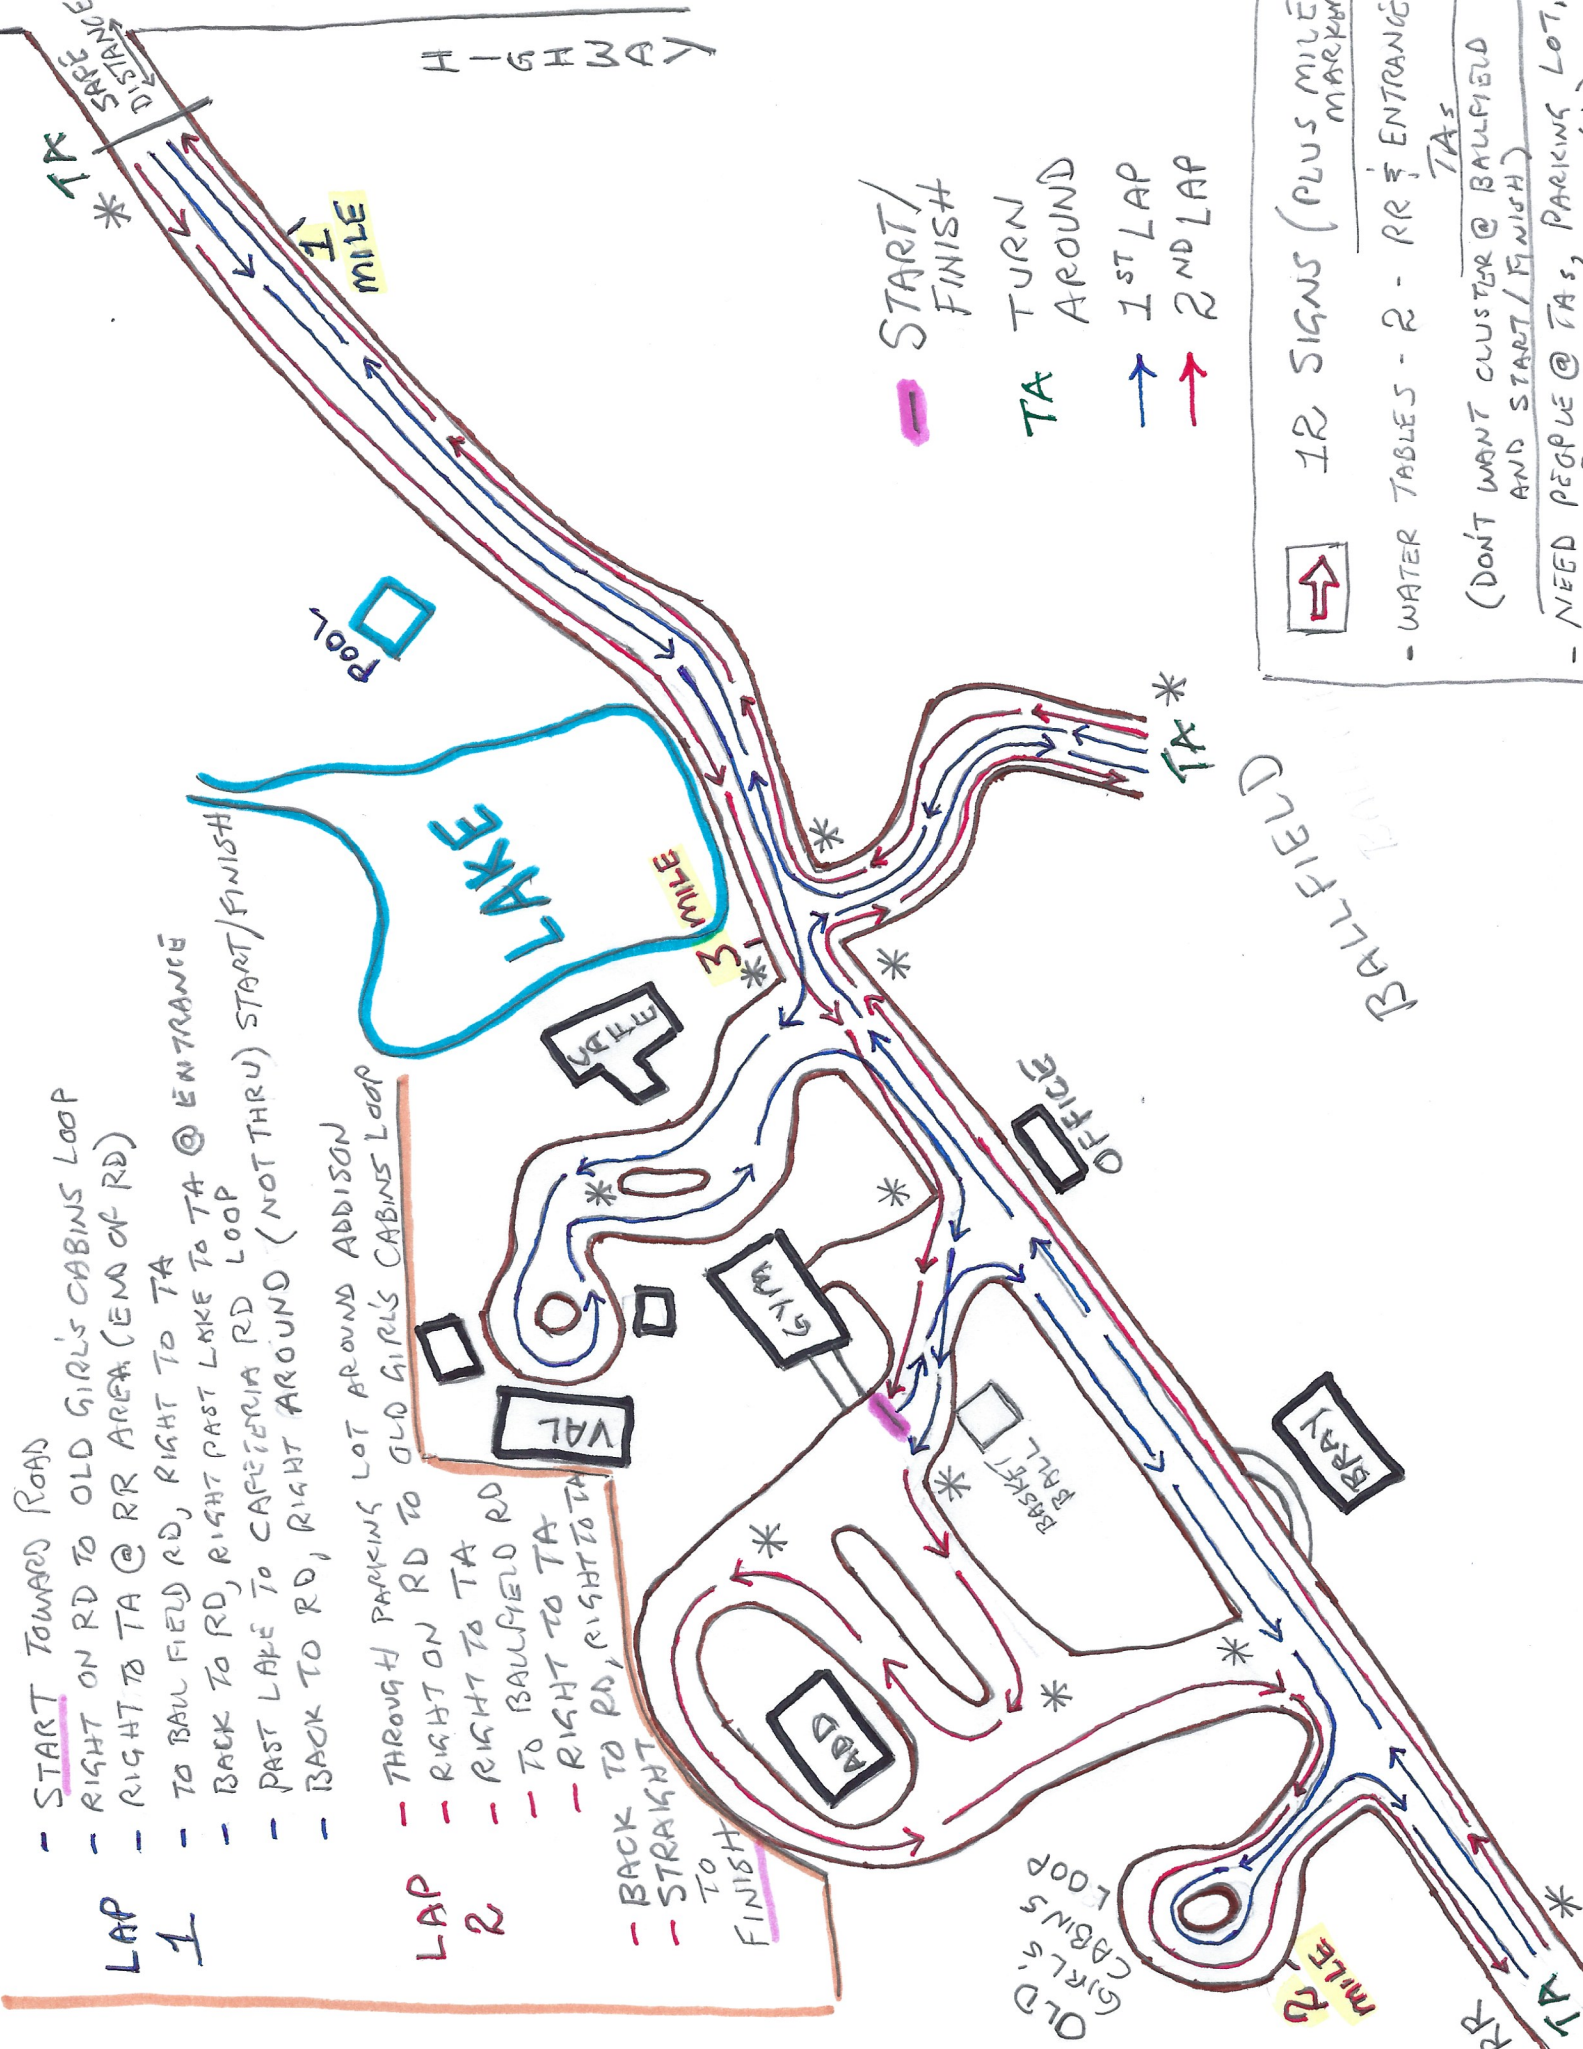 LAP
1
- START TOWARD ROAD
- RIGHT ON RD TO OLD GIRL'S CABINS LOOP
- RIGHT TO TA @ RR AREA (END OF RD)
- TO BALLFIELD RD, RIGHT TO TA
- BACK TO RD, RIGHT PAST LAKE TO TA @ ENTRANCE
- PAST LAKE TO CAFETERIA RD LOOP
- BACK TO RD, RIGHT AROUND (NOT THRU) START/FINISH
LAP
2
- THROUGH PARKING LOT AROUND ADDISON
- RIGHT ON RD TO OLD GIRL'S CABINS LOOP
- RIGHT TO TA
- TO BALLFIELD RD
- RIGHT TO TA
- BACK TO RD, RIGHT TO TA
- STRAIGHT
TO
FINISH
SAFE
DISTANCE
HIGHWAY
TA
*
1
MILE
POOL
LAKE
3 MILE
*
CAFE
*
*
*
TA *
BALLFIELD
*
*
GYM
OFFICE
VAL
BASKET
BALL
*
*
BRAY
ADD
*
*
OLD
GIRL'S
CABINS
LOOP
2
MILE
RR
TA
*
START/
FINISH
TA TURN
AROUND
1ST LAP
2ND LAP
12 SIGNS (PLUS MILE
MARKER
- WATER TABLES - 2 - RR & ENTRANCE
TAs
(DON'T WANT CLUSTER @ BALLFIELD
AND START/FINISH)
- NEED PEOPLE @ TAs, PARKING LOT,